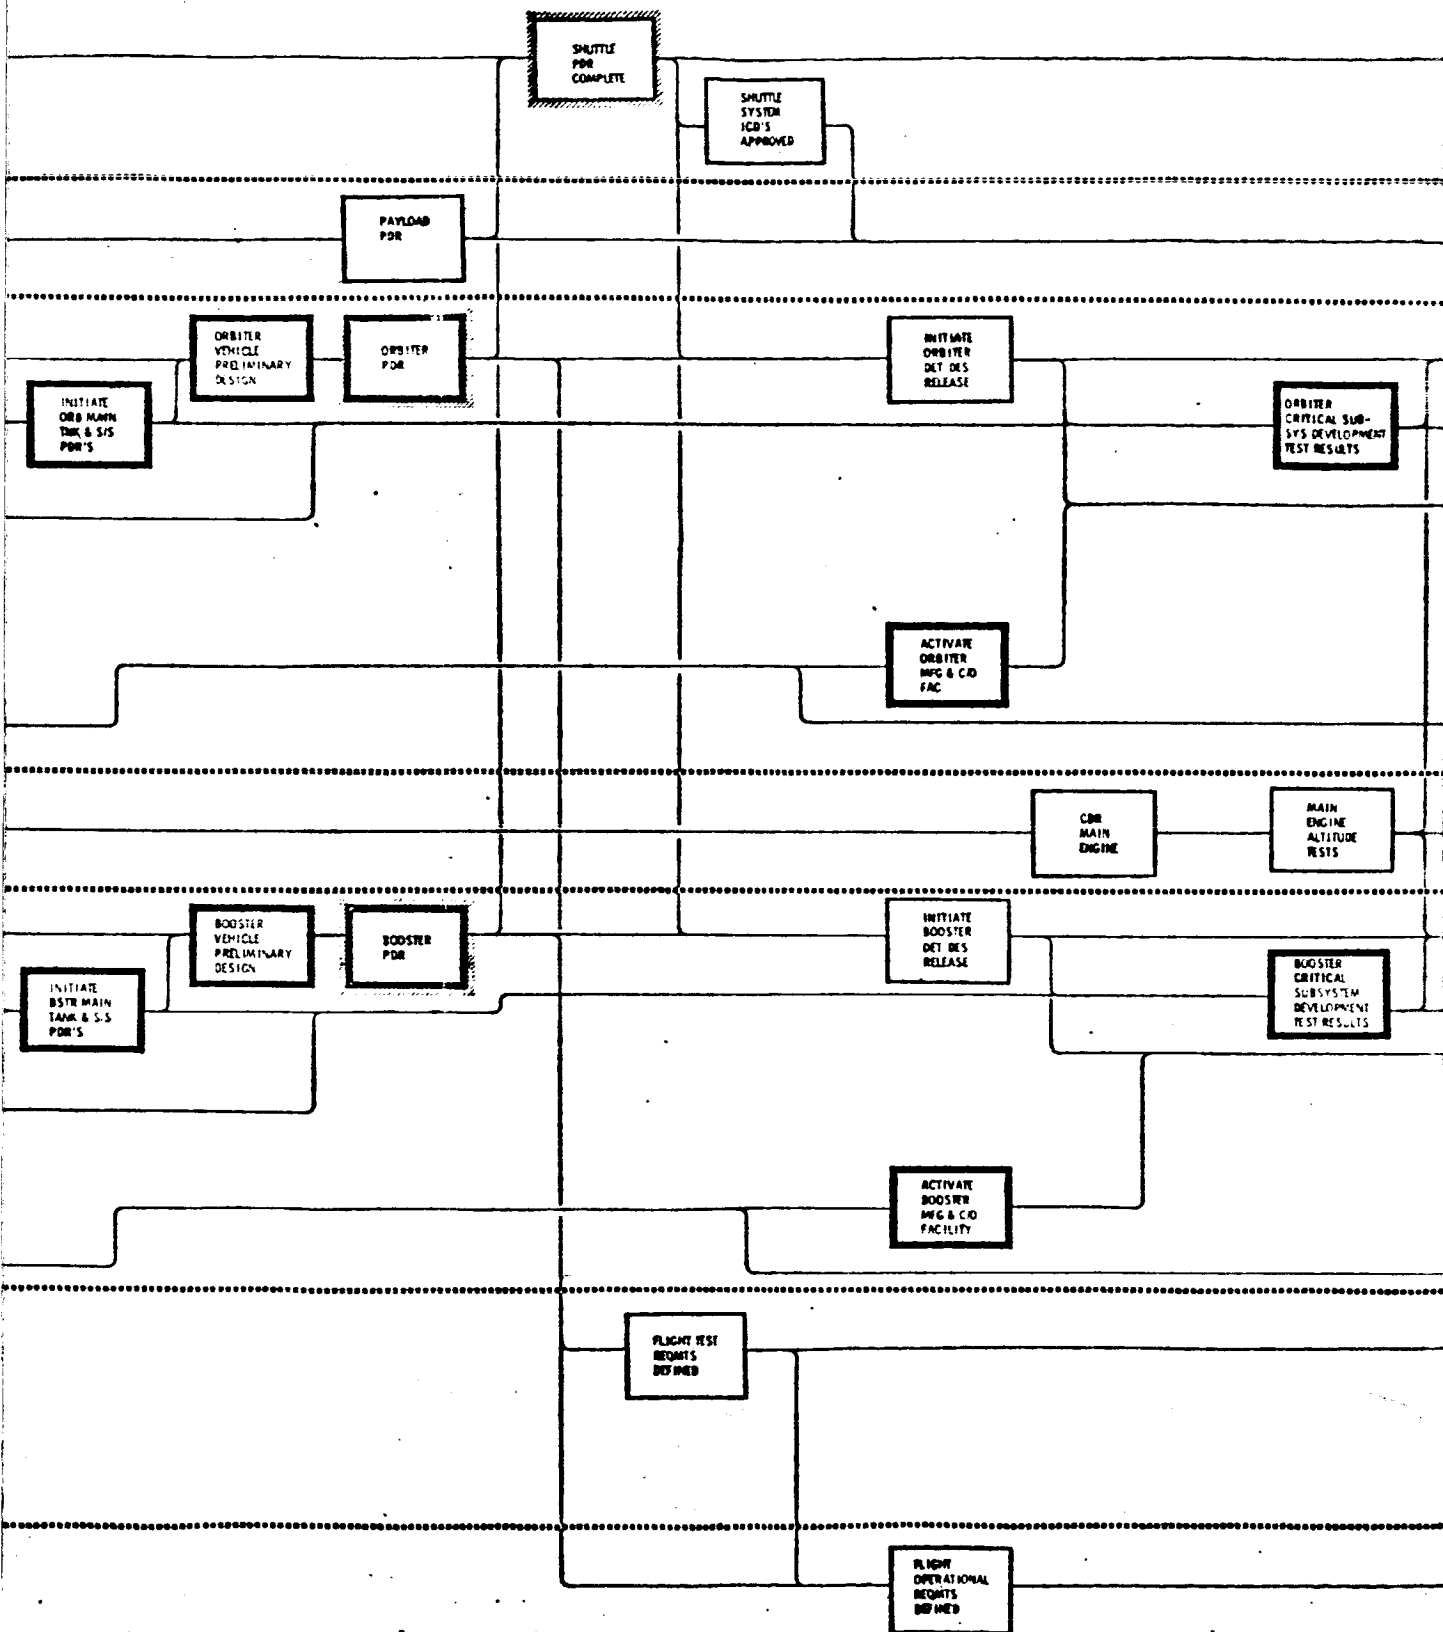 SHUTTLE
PDR
COMPLETE
SHUTTLE
SYSTEM
ICD'S
APPROVED
PAYLOAD
PDR
ORBITER
VEHICLE
PRELIMINARY
DESIGN
ORBITER
PDR
INITIATE
ORBITER
DET DES
RELEASE
INITIATE
ORB MAIN
TNK & S/S
PDR'S
ORBITER
CRITICAL SUB-
SYS DEVELOPMENT
TEST RESULTS
ACTIVATE
ORBITER
MFG & C/O
FAC
CDR
MAIN
ENGINE
MAIN
ENGINE
ALTITUDE
TESTS
BOOSTER
VEHICLE
PRELIMINARY
DESIGN
BOOSTER
PDR
INITIATE
BOOSTER
DET DES
RELEASE
INITIATE
BSTR MAIN
TANK & S/S
PDR'S
BOOSTER
CRITICAL
SUBSYSTEM
DEVELOPMENT
TEST RESULTS
ACTIVATE
BOOSTER
MFG & C/O
FACILITY
FLIGHT TEST
REQMTS
DEFINED
FLIGHT
OPERATIONAL
REQMTS
DEFINED